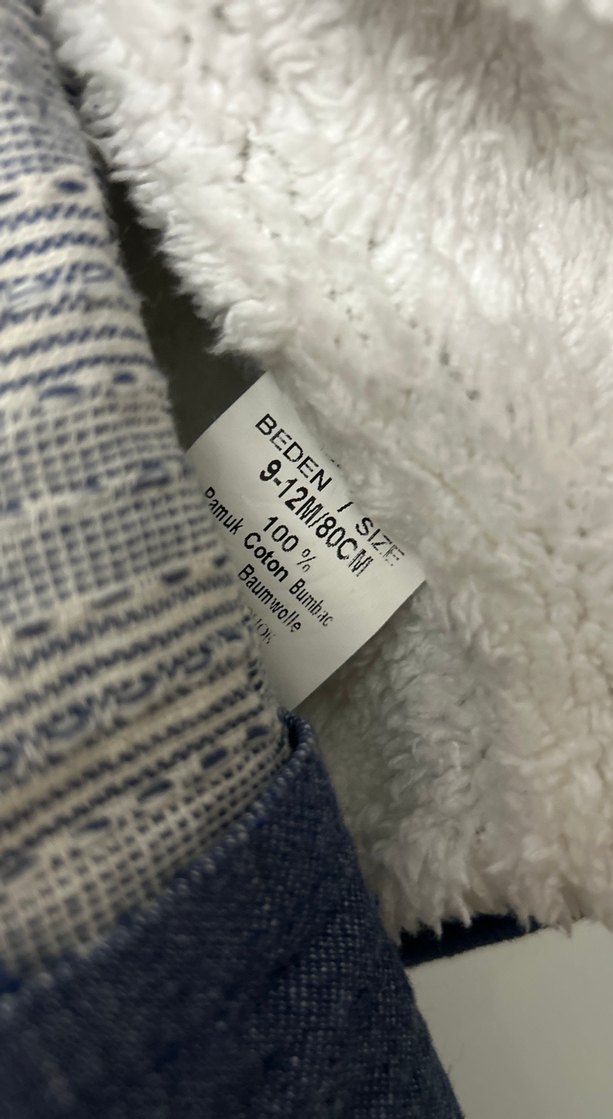 BEDEN / SIZE
9-12M/80CM
100 %
Pamuk Coton Bumbac
Baumwolle